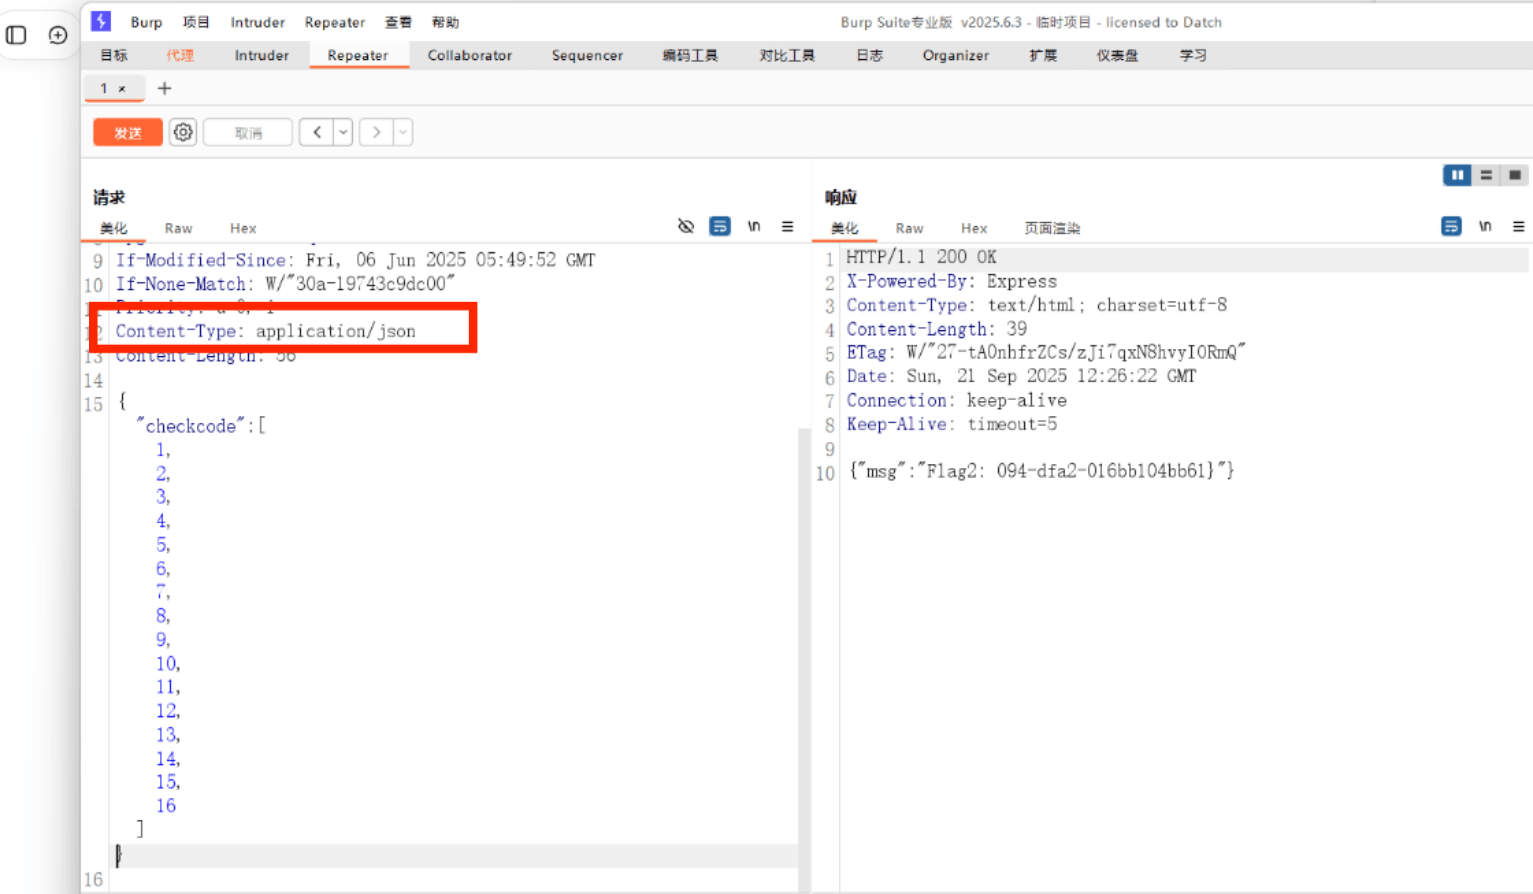 Burp 项目 Intruder Repeater 查看 帮助 Burp Suite专业版 v2025.6.3 - 临时项目 - licensed to Datch
目标 代理 Intruder Repeater Collaborator Sequencer 编码工具 对比工具 日志 Organizer 扩展 仪表盘 学习
1 × +
发送 取消 < >
请求
美化 Raw Hex \n
9 If-Modified-Since: Fri, 06 Jun 2025 05:49:52 GMT
10 If-None-Match: W/"30a-19743c9dc00"
11 Priority:
12 Content-Type: application/json
13 Content-Length: 56
14
15 {
"checkcode":[
1,
2,
3,
4,
5,
6,
7,
8,
9,
10,
11,
12,
13,
14,
15,
16
]
}
16
响应
美化 Raw Hex 页面渲染 \n
1 HTTP/1.1 200 OK
2 X-Powered-By: Express
3 Content-Type: text/html; charset=utf-8
4 Content-Length: 39
5 ETag: W/"27-tA0nhfrZCs/zJi7qxN8hvyI0RmQ"
6 Date: Sun, 21 Sep 2025 12:26:22 GMT
7 Connection: keep-alive
8 Keep-Alive: timeout=5
9
10 {"msg":"Flag2: 094-dfa2-016bb104bb61}"}